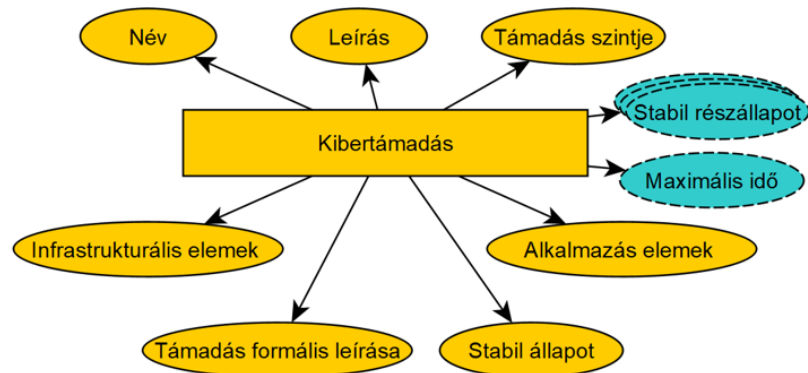 Név
Leírás
Támadás szintje
Stabil részállapot
Kibertámadás
Maximális idő
Infrastrukturális elemek
Alkalmazás elemek
Támadás formális leírása
Stabil állapot